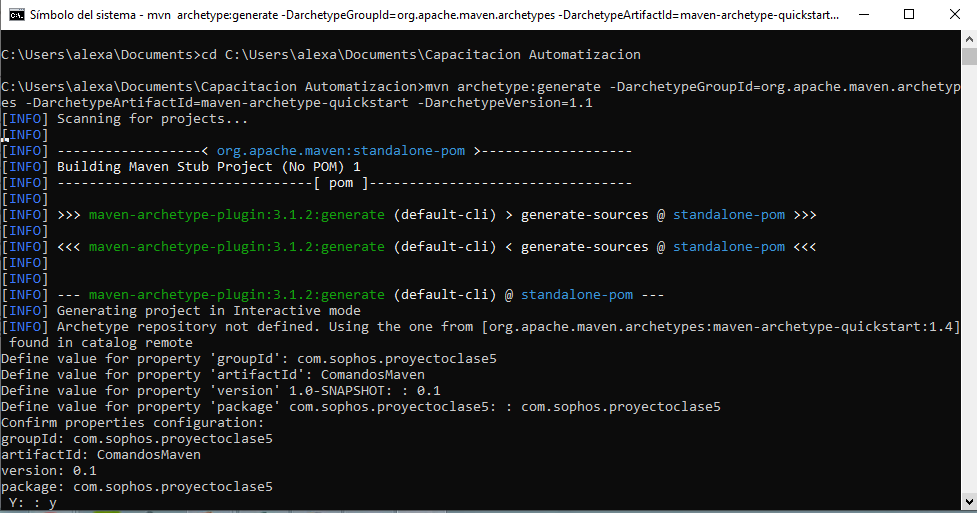 Símbolo del sistema - mvn archetype:generate -DarchetypeGroupId=org.apache.maven.archetypes -DarchetypeArtifactId=maven-archetype-quickstart...
C:\Users\alexa\Documents>cd C:\Users\alexa\Documents\Capacitacion Automatizacion
C:\Users\alexa\Documents\Capacitacion Automatizacion>mvn archetype:generate -DarchetypeGroupId=org.apache.maven.archetyp
es -DarchetypeArtifactId=maven-archetype-quickstart -DarchetypeVersion=1.1
[INFO] Scanning for projects...
[INFO]
[INFO] ------------------< org.apache.maven:standalone-pom >-------------------
[INFO] Building Maven Stub Project (No POM) 1
[INFO] --------------------------------[ pom ]---------------------------------
[INFO]
[INFO] >>> maven-archetype-plugin:3.1.2:generate (default-cli) > generate-sources @ standalone-pom >>>
[INFO]
[INFO] <<< maven-archetype-plugin:3.1.2:generate (default-cli) < generate-sources @ standalone-pom <<<
[INFO]
[INFO]
[INFO] --- maven-archetype-plugin:3.1.2:generate (default-cli) @ standalone-pom ---
[INFO] Generating project in Interactive mode
[INFO] Archetype repository not defined. Using the one from [org.apache.maven.archetypes:maven-archetype-quickstart:1.4]
 found in catalog remote
Define value for property 'groupId': com.sophos.proyectoclase5
Define value for property 'artifactId': ComandosMaven
Define value for property 'version' 1.0-SNAPSHOT: : 0.1
Define value for property 'package' com.sophos.proyectoclase5: : com.sophos.proyectoclase5
Confirm properties configuration:
groupId: com.sophos.proyectoclase5
artifactId: ComandosMaven
version: 0.1
package: com.sophos.proyectoclase5
 Y: : y